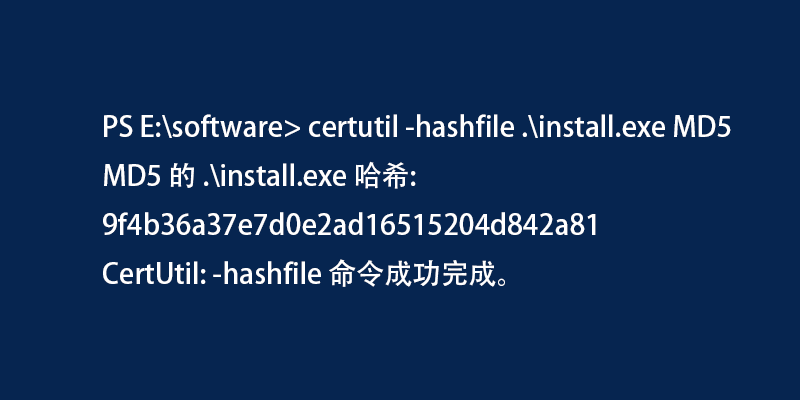 PS E:\software> certutil -hashfile .\install.exe MD5
MD5 的 .\install.exe 哈希:
9f4b36a37e7d0e2ad16515204d842a81
CertUtil: -hashfile 命令成功完成。